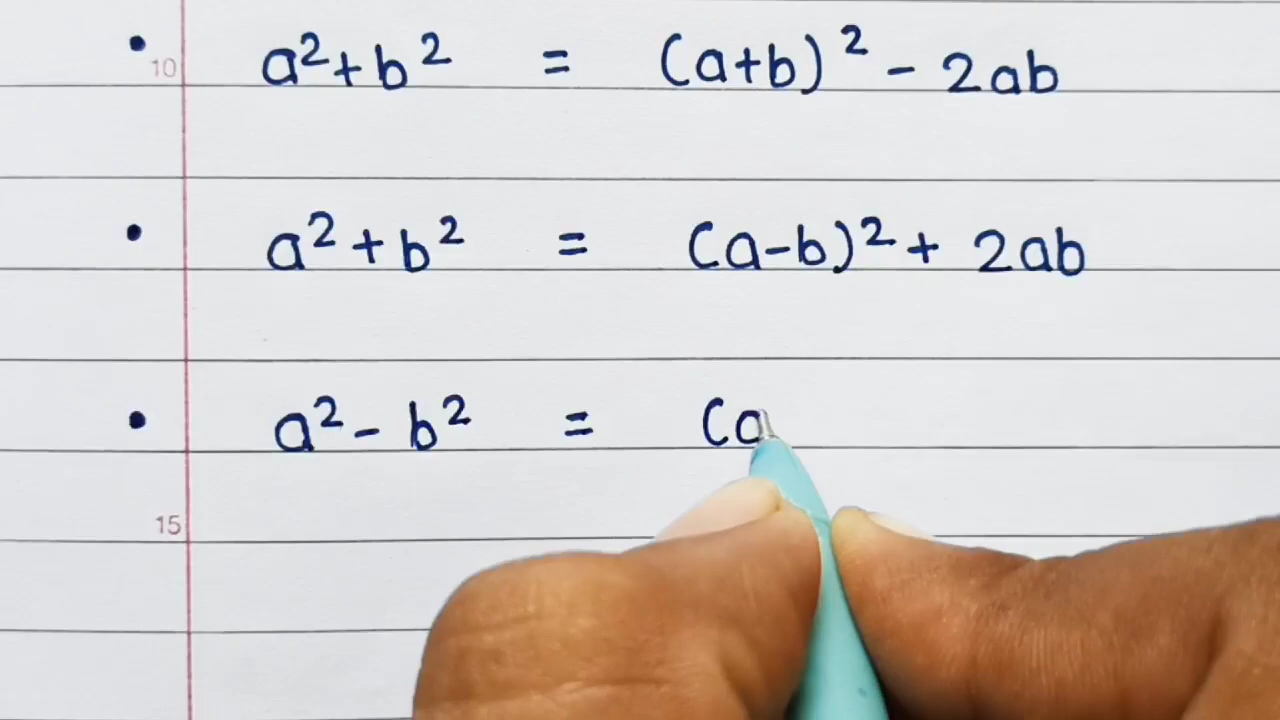 10
• a² + b² = (a+b)² - 2ab
• a² + b² = (a-b)² + 2ab
• a² - b² = (a
15